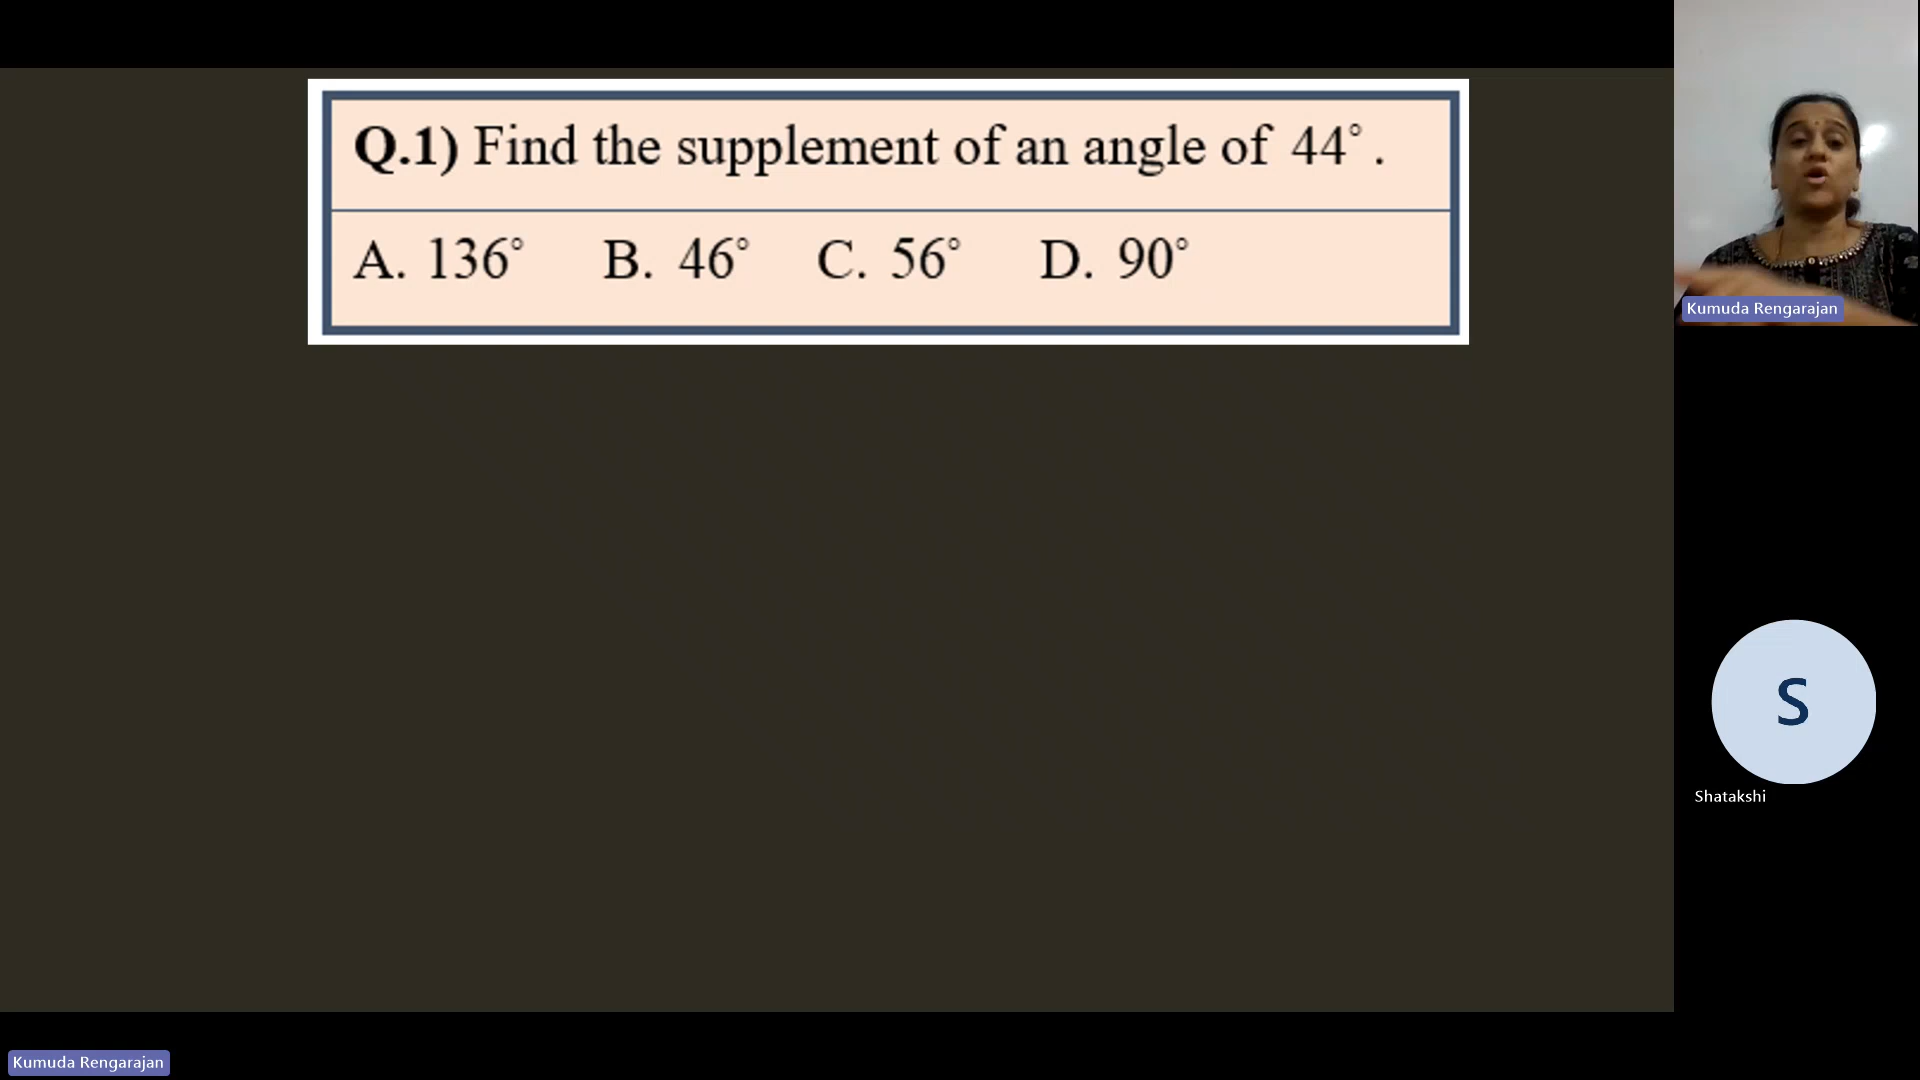 Q.1) Find the supplement of an angle of 44° .
A. 136° B. 46° C. 56° D. 90°
Kumuda Rengarajan
S
Shatakshi
Kumuda Rengarajan